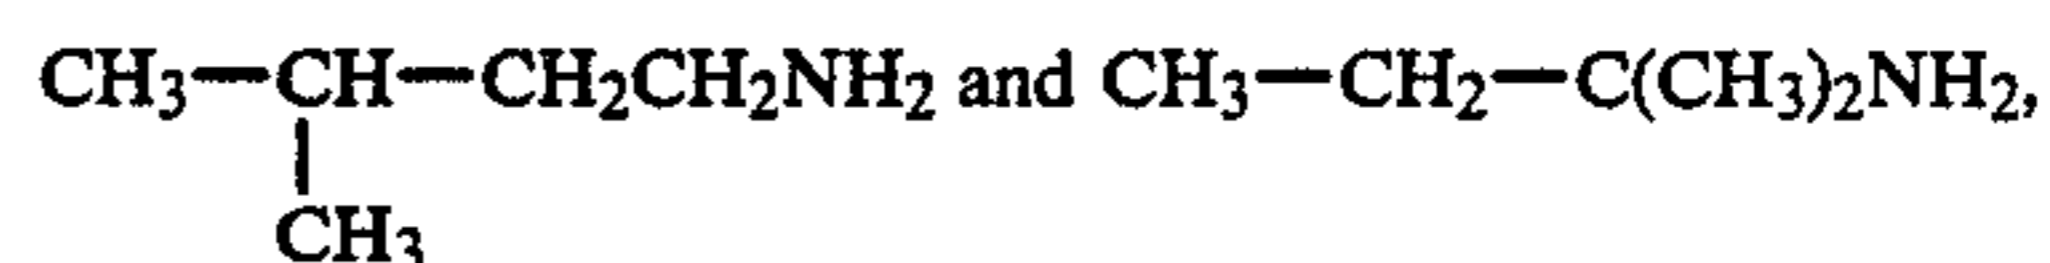 CH₃—CH—CH₂CH₂NH₂ and CH₃—CH₂—C(CH₃)₂NH₂,
CH₃